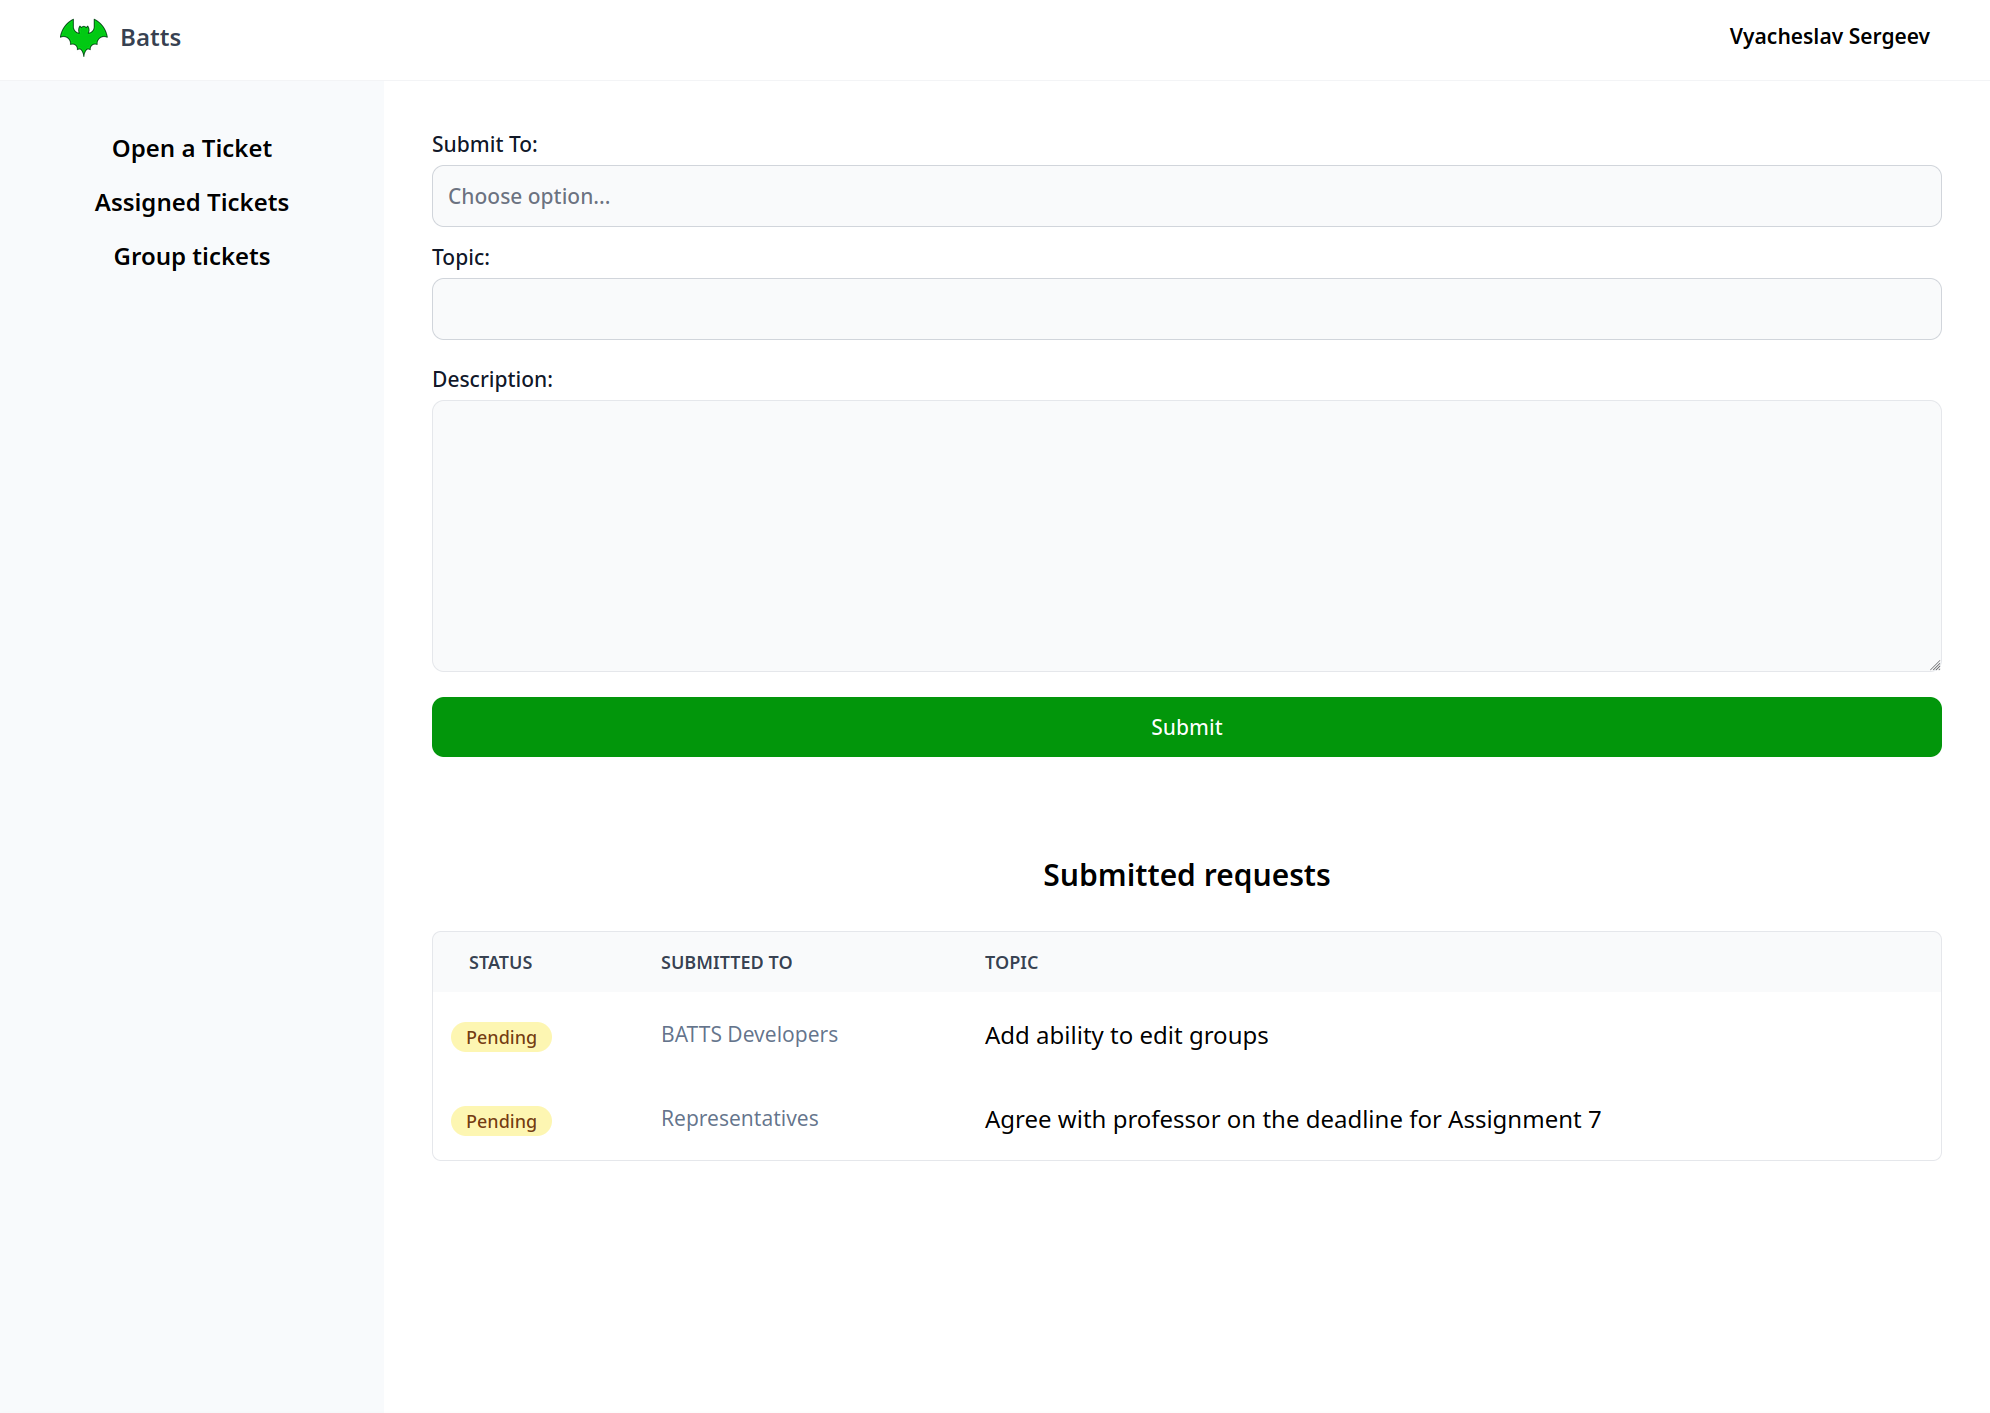 Batts
Vyacheslav Sergeev
Open a Ticket
Assigned Tickets
Group tickets
Submit To:
Choose option...
Topic:
Description:
Submit
Submitted requests
STATUS SUBMITTED TO TOPIC
Pending BATTS Developers Add ability to edit groups
Pending Representatives Agree with professor on the deadline for Assignment 7